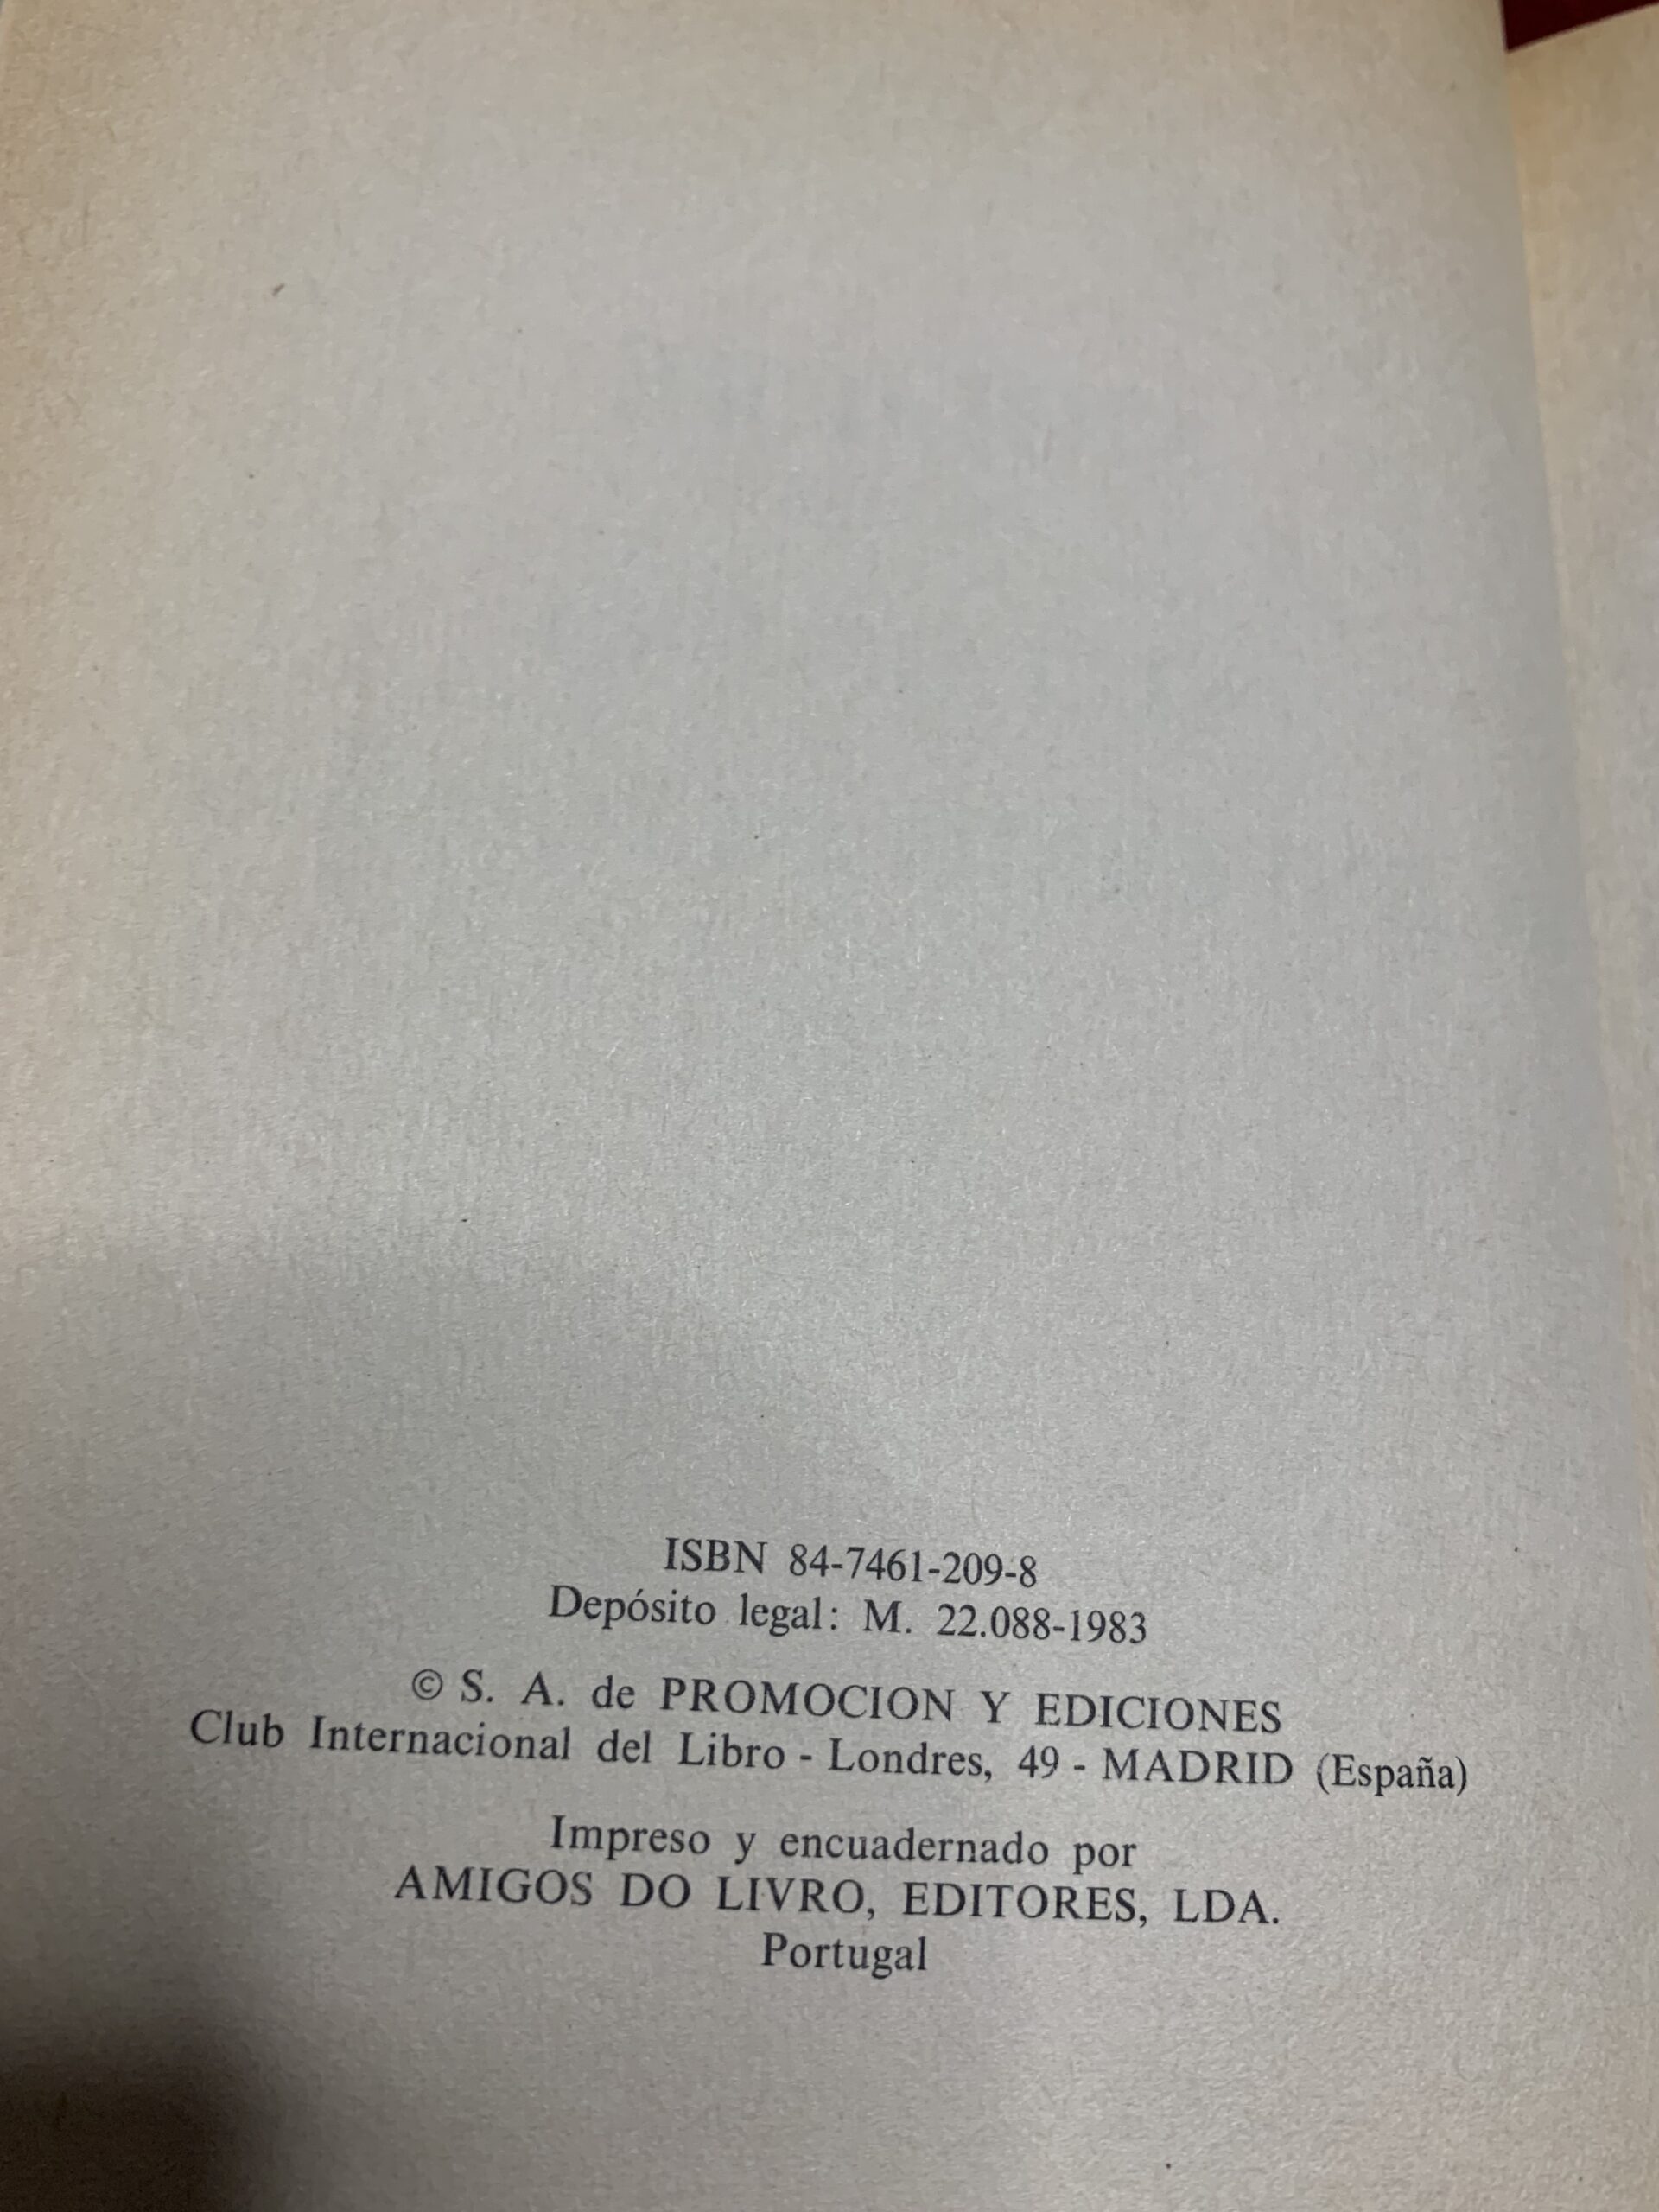 ISBN 84-7461-209-8
Depósito legal: M. 22.088-1983
© S. A. de PROMOCION Y EDICIONES
Club Internacional del Libro - Londres, 49 - MADRID (España)
Impreso y encuadernado por
AMIGOS DO LIVRO, EDITORES, LDA.
Portugal